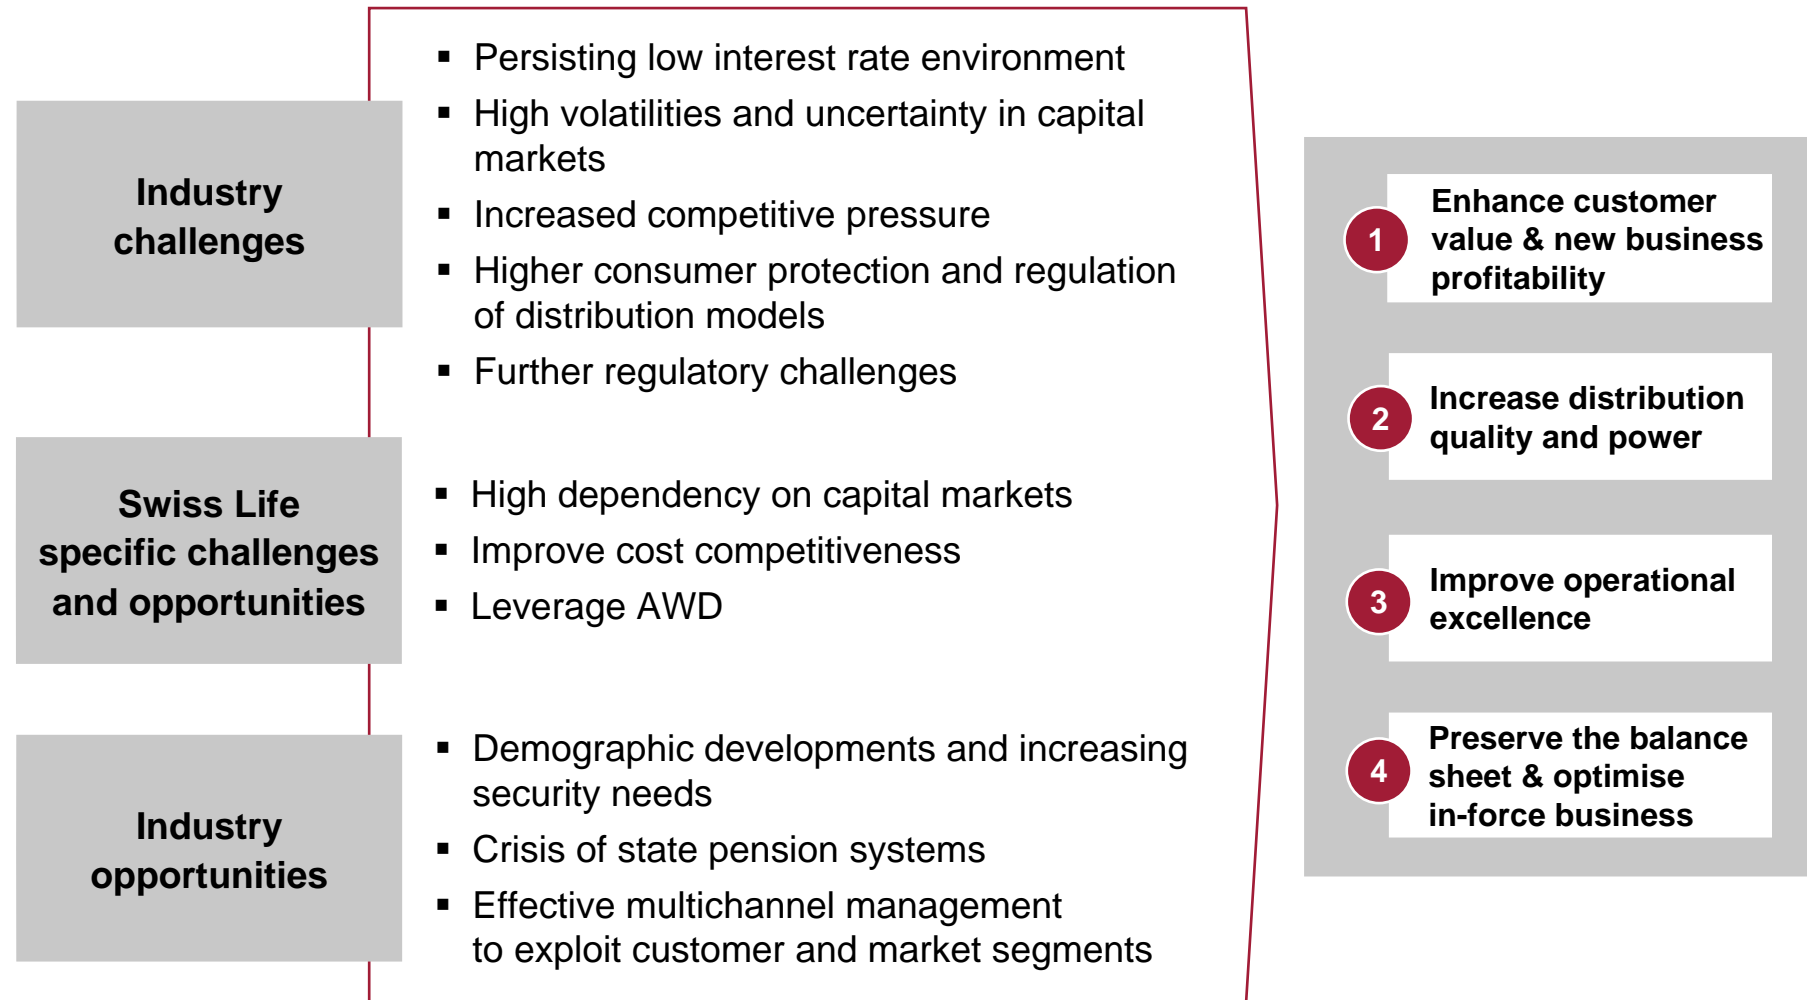 Industry
challenges
▪ Persisting low interest rate environment
▪ High volatilities and uncertainty in capital
markets
▪ Increased competitive pressure
▪ Higher consumer protection and regulation
of distribution models
▪ Further regulatory challenges
Swiss Life
specific challenges
and opportunities
▪ High dependency on capital markets
▪ Improve cost competitiveness
▪ Leverage AWD
Industry
opportunities
▪ Demographic developments and increasing
security needs
▪ Crisis of state pension systems
▪ Effective multichannel management
to exploit customer and market segments
1
Enhance customer
value & new business
profitability
2
Increase distribution
quality and power
3
Improve operational
excellence
4
Preserve the balance
sheet & optimise
in-force business